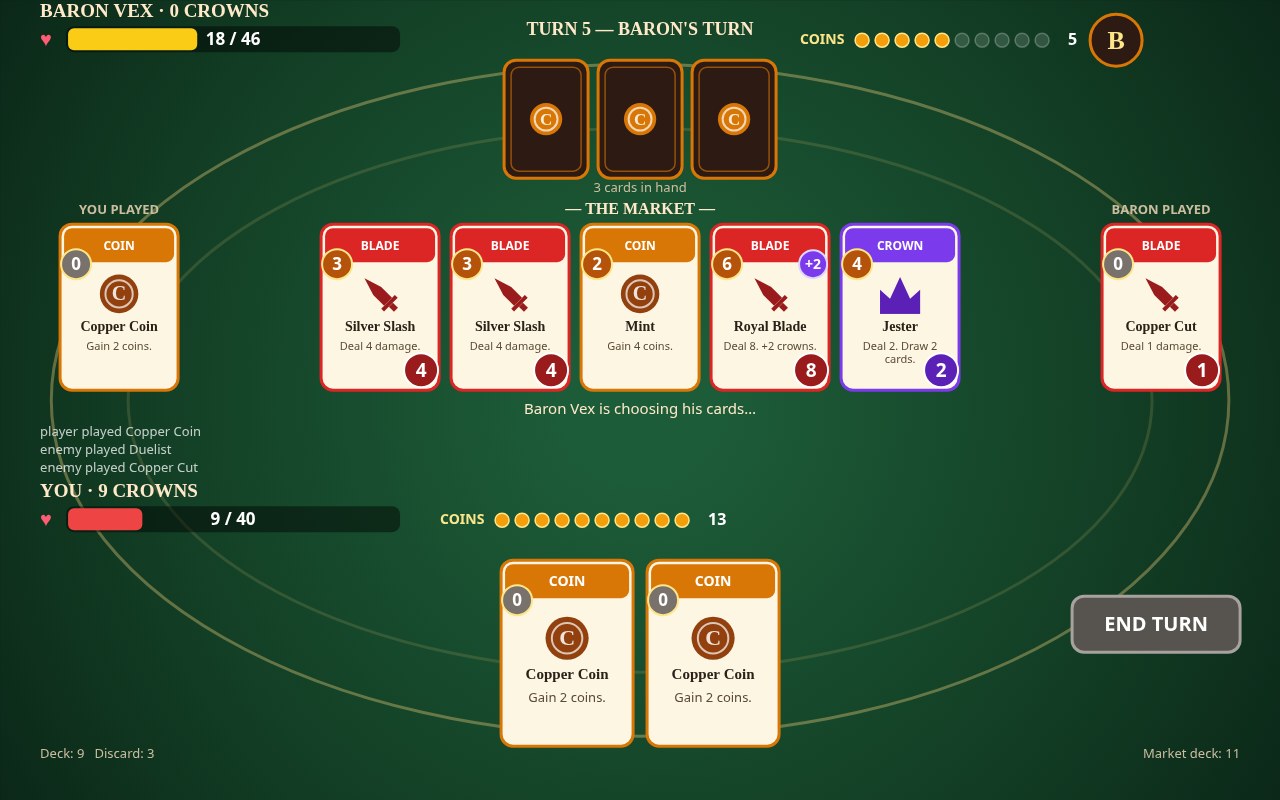 BARON VEX · 0 CROWNS
♥ 18 / 46
TURN 5 — BARON'S TURN
COINS 5 B
C C C
3 cards in hand
— THE MARKET —
YOU PLAYED
COIN
0
C
Copper Coin
Gain 2 coins.
BLADE
3
Silver Slash
Deal 4 damage.
4
BLADE
3
Silver Slash
Deal 4 damage.
4
COIN
2
C
Mint
Gain 4 coins.
BLADE
6 +2
Royal Blade
Deal 8. +2 crowns.
8
CROWN
4
Jester
Deal 2. Draw 2
cards.
2
BARON PLAYED
BLADE
0
Copper Cut
Deal 1 damage.
1
Baron Vex is choosing his cards...
player played Copper Coin
enemy played Duelist
enemy played Copper Cut
YOU · 9 CROWNS
♥ 9 / 40
COINS 13
COIN
0
C
Copper Coin
Gain 2 coins.
COIN
0
C
Copper Coin
Gain 2 coins.
END TURN
Deck: 9 Discard: 3
Market deck: 11